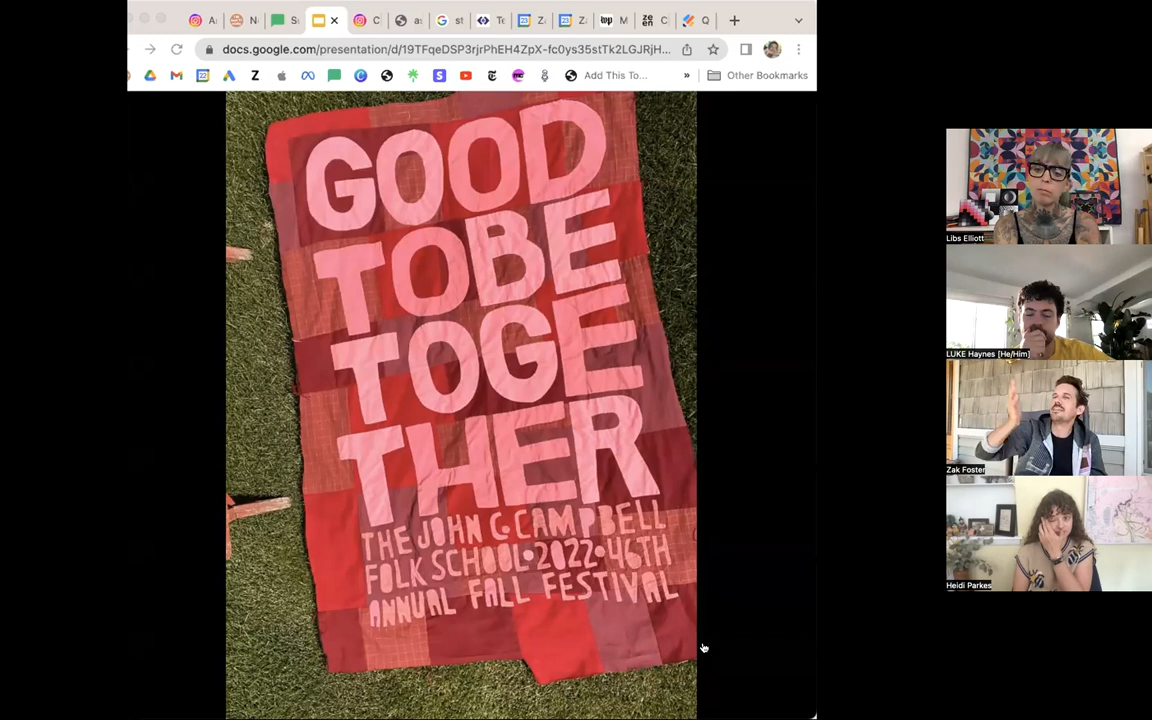 docs.google.com/presentation/d/19TFqeDSP3rjrPhEH4ZpX-fc0ys35stTk2LGJRjH...
Add This To...
»
Other Bookmarks
GOOD
TOBE
TOGE
THER
THE JOHN C•CAMPBELL
FOLK SCHOOL•2022•46TH
ANNUAL FALL FESTIVAL
Libs Elliott
LUKE Haynes [He/Him]
Zak Foster
Heidi Parkes